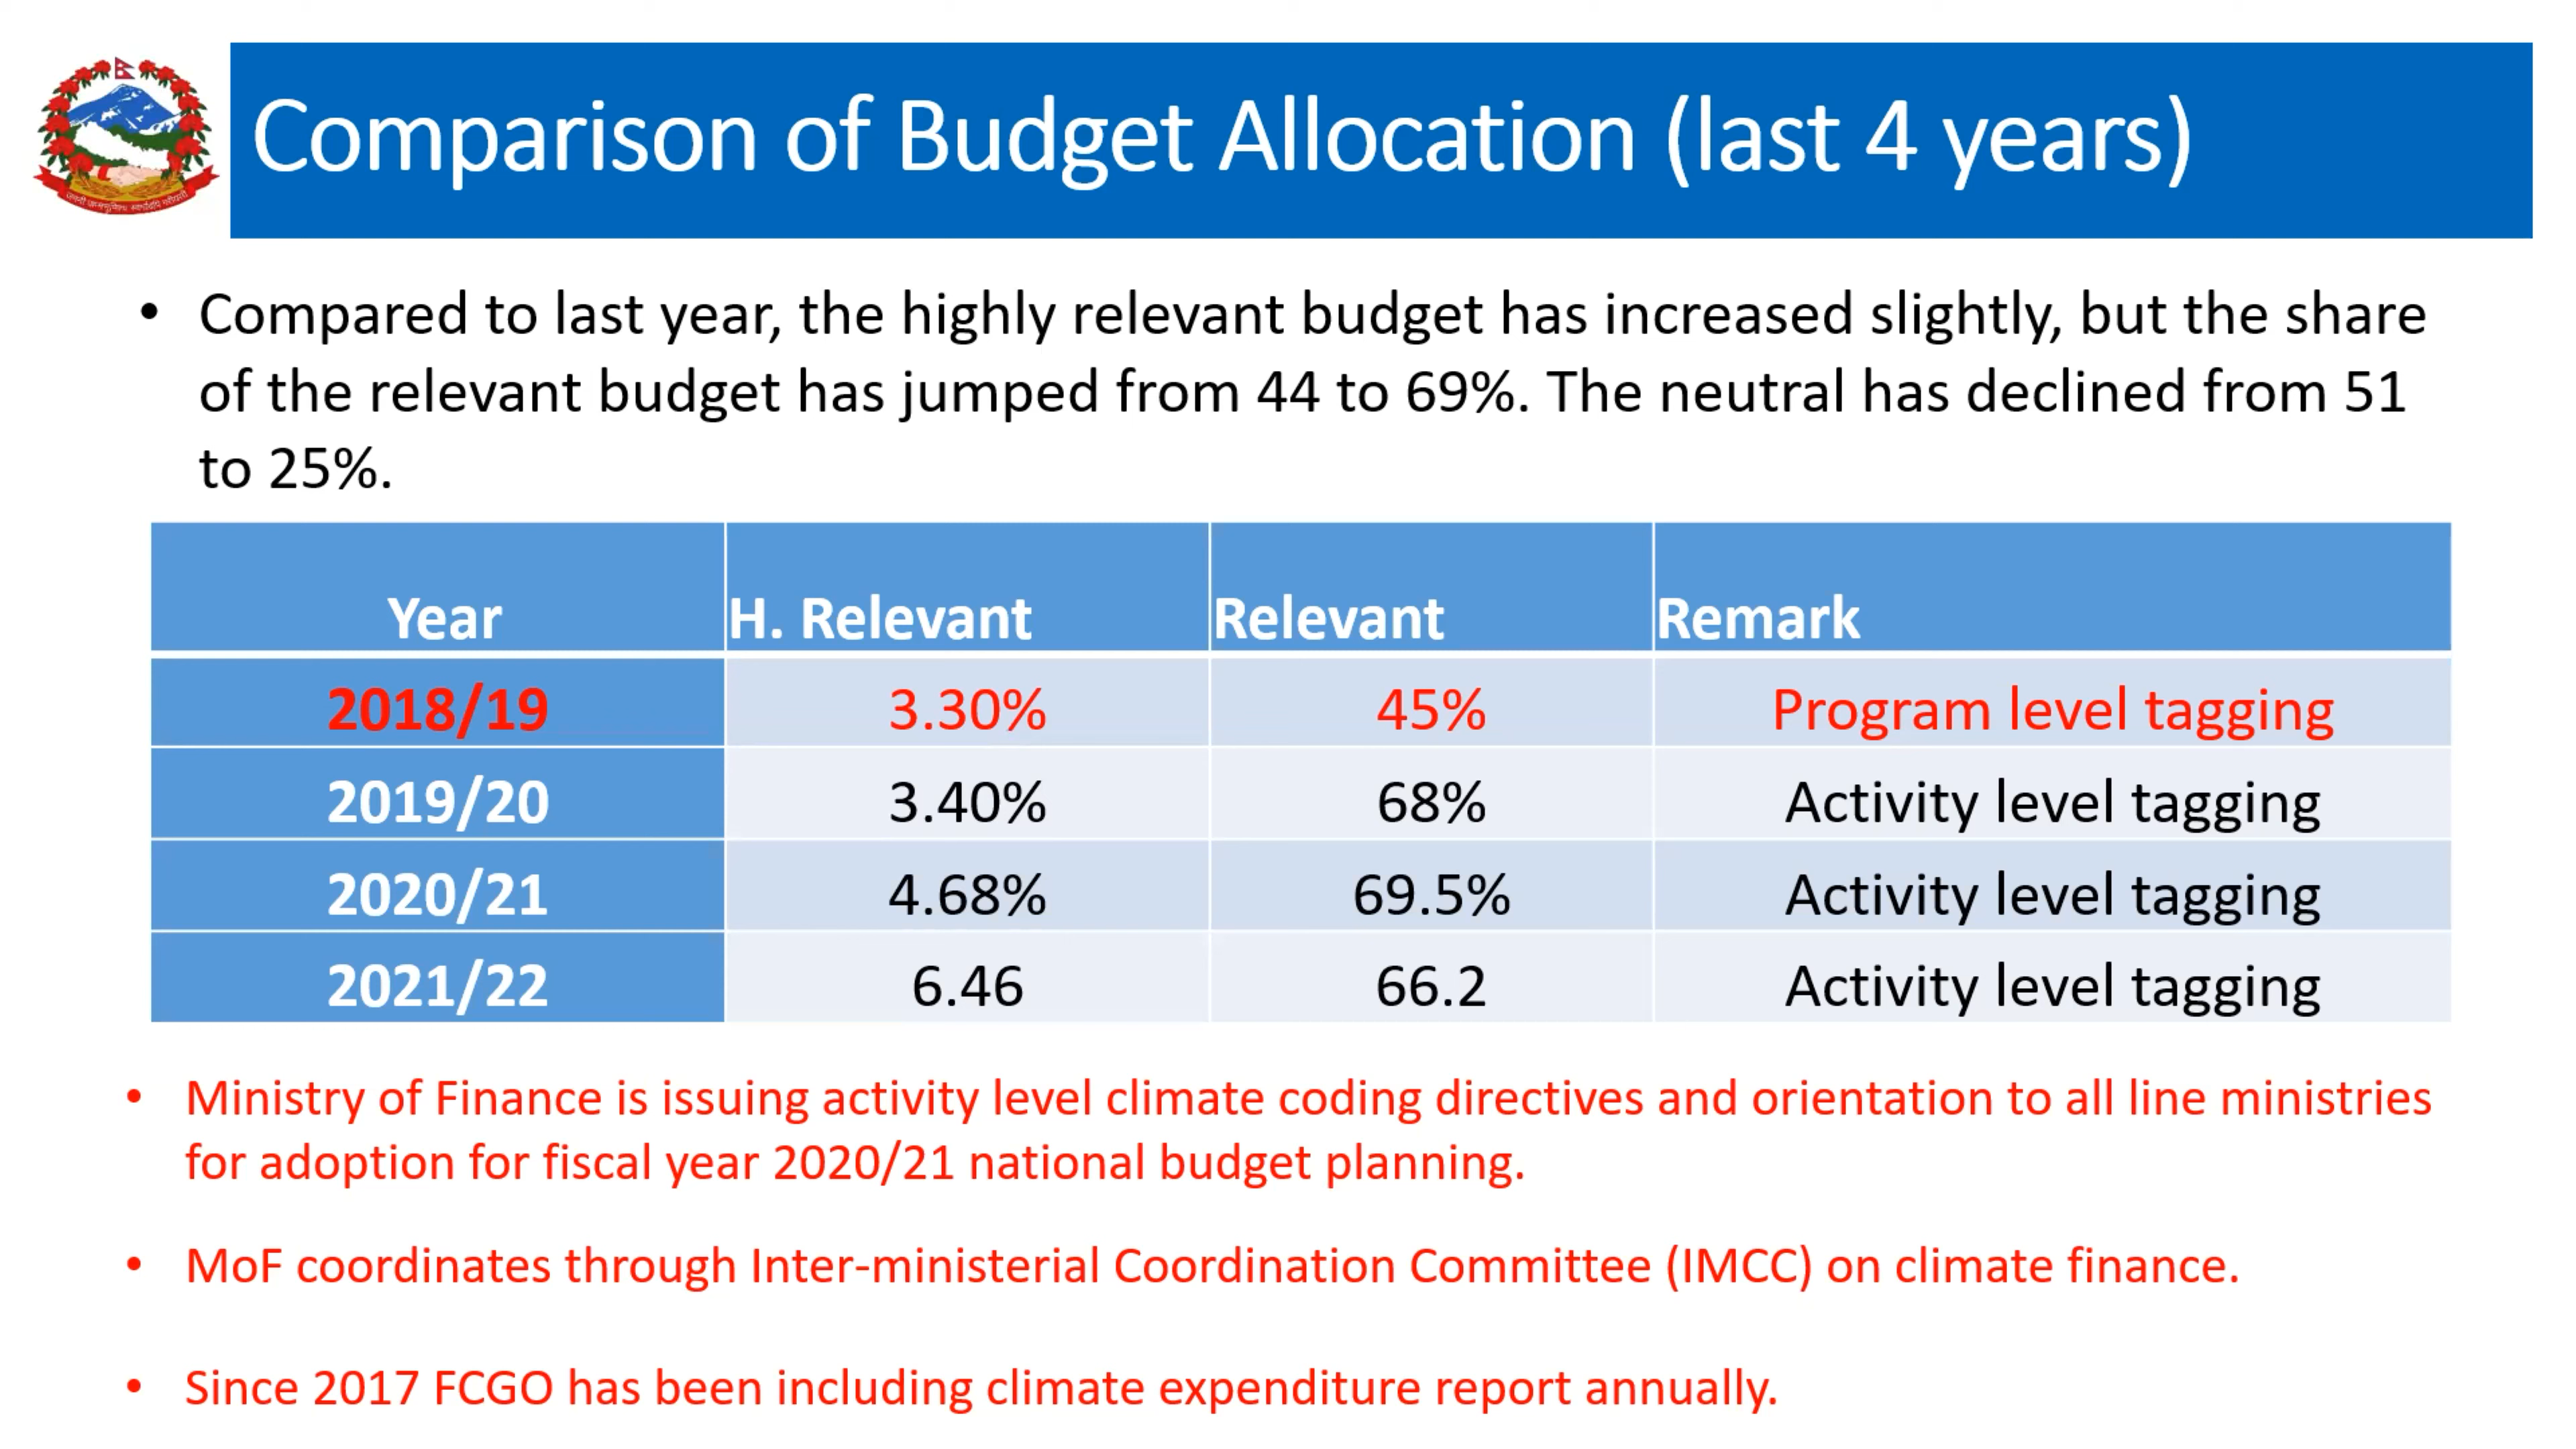 Comparison of Budget Allocation (last 4 years)
• Compared to last year, the highly relevant budget has increased slightly, but the share
of the relevant budget has jumped from 44 to 69%. The neutral has declined from 51
to 25%.
Year H. Relevant Relevant Remark
2018/19 3.30% 45% Program level tagging
2019/20 3.40% 68% Activity level tagging
2020/21 4.68% 69.5% Activity level tagging
2021/22 6.46 66.2 Activity level tagging
• Ministry of Finance is issuing activity level climate coding directives and orientation to all line ministries
for adoption for fiscal year 2020/21 national budget planning.
• MoF coordinates through Inter-ministerial Coordination Committee (IMCC) on climate finance.
• Since 2017 FCGO has been including climate expenditure report annually.